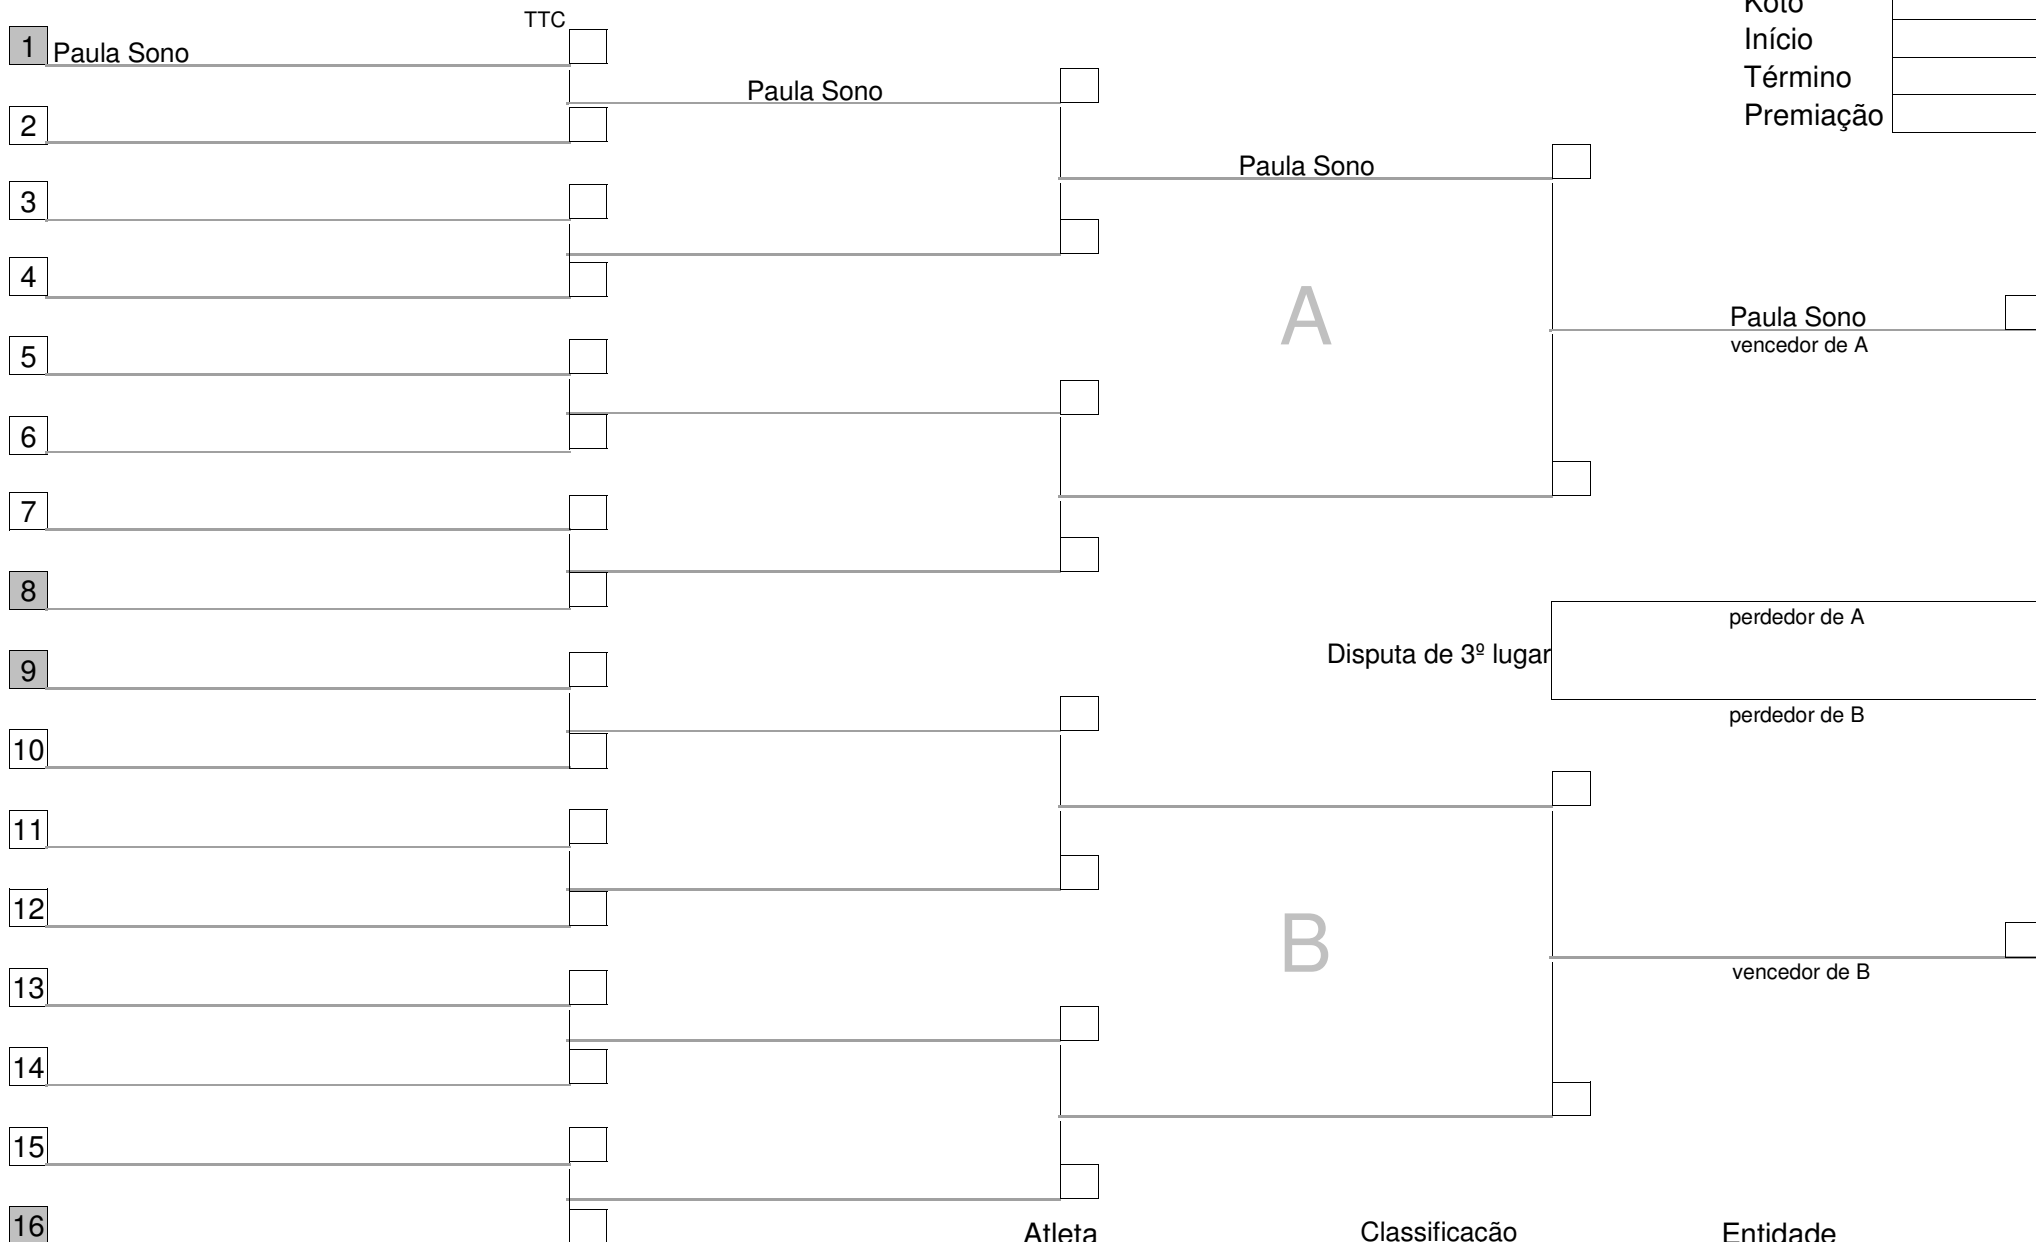 Koto
TTC
Início
1 Paula Sono
Término
Paula Sono
Premiação
2
Paula Sono
3
4
A
Paula Sono
vencedor de A
5
6
7
8
perdedor de A
Disputa de 3º lugar
9
perdedor de B
10
11
12
B
vencedor de B
13
14
15
16
Atleta Classificação Entidade